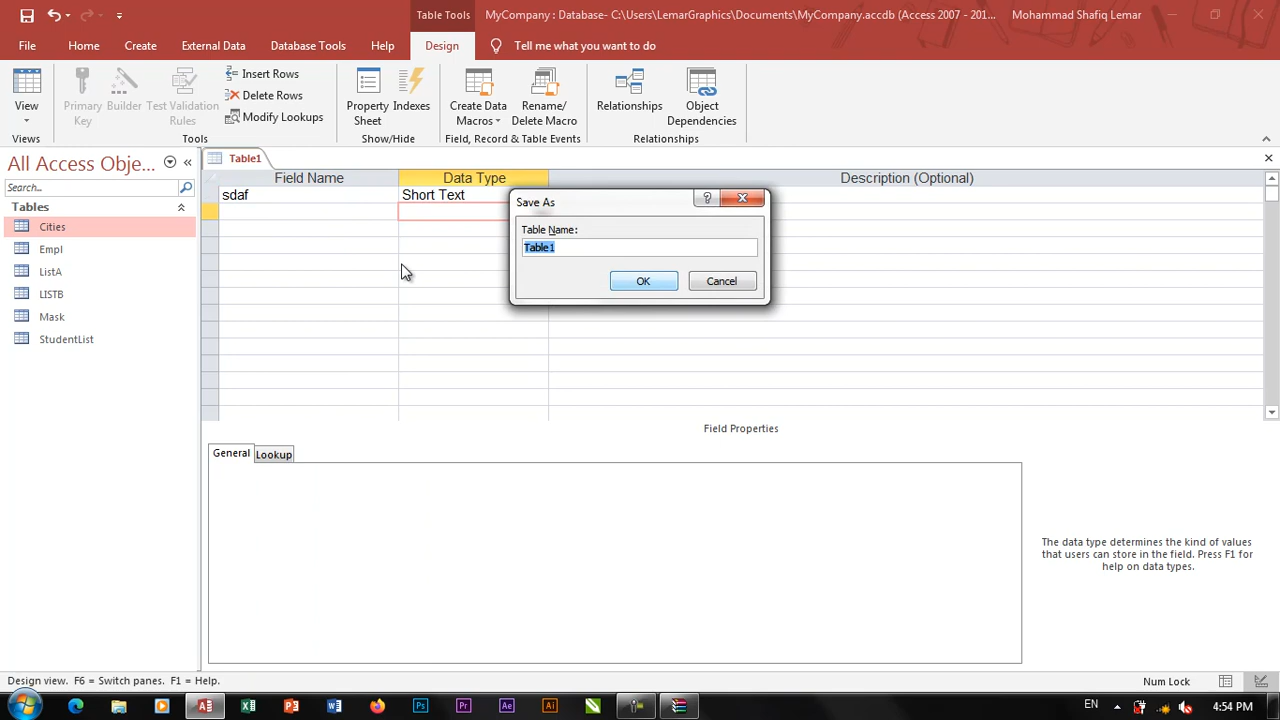 Table Tools
MyCompany : Database- C:\Users\LemarGraphics\Documents\MyCompany.accdb (Access 2007 - 201...
Mohammad Shafiq Lemar
File
Home
Create
External Data
Database Tools
Help
Design
Tell me what you want to do
View
Primary Key
Builder
Test Validation Rules
Insert Rows
Delete Rows
Modify Lookups
Property Sheet
Indexes
Create Data Macros
Rename/ Delete Macro
Relationships
Object Dependencies
Views
Tools
Show/Hide
Field, Record & Table Events
Relationships
All Access Obje...
Search...
Tables
Cities
Empl
ListA
LISTB
Mask
StudentList
Table1
Field Name
Data Type
Description (Optional)
sdaf
Short Text
Save As
Table Name:
Table1
OK
Cancel
Field Properties
General
Lookup
The data type determines the kind of values
that users can store in the field. Press F1 for
help on data types.
Design view. F6 = Switch panes. F1 = Help.
Num Lock
EN
4:54 PM